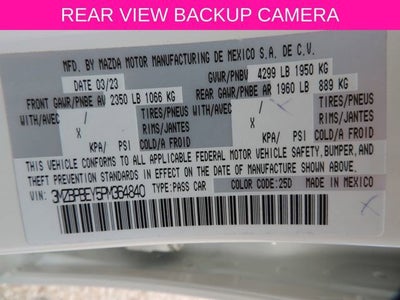 REAR VIEW BACKUP CAMERA
MFD. BY MAZDA MOTOR MANUFACTURING DE MEXICO S.A. DE C.V.
DATE 03/23 GVWR/PNBV 4299 LB 1950 KG
FRONT GAWR/PNBE AV 2350 LB 1066 KG REAR GAWR/PNBE AR 1960 LB 889 KG
WITH/AVEC / TIRES/PNEUS WITH/AVEC / TIRES/PNEUS
X RIMS/JANTES X RIMS/JANTES
KPA/ PSI COLD/A FROID KPA/ PSI COLD/A FROID
THIS VEHICLE CONFORMS TO ALL APPLICABLE FEDERAL MOTOR VEHICLE SAFETY, BUMPER, AND
THEFT PREVENTION STANDARDS IN EFFECT ON THE DATE OF MANUFACTURE SHOWN ABOVE.
VIN: TYPE:PASS CAR COLOR CODE:25D MADE IN MEXICO